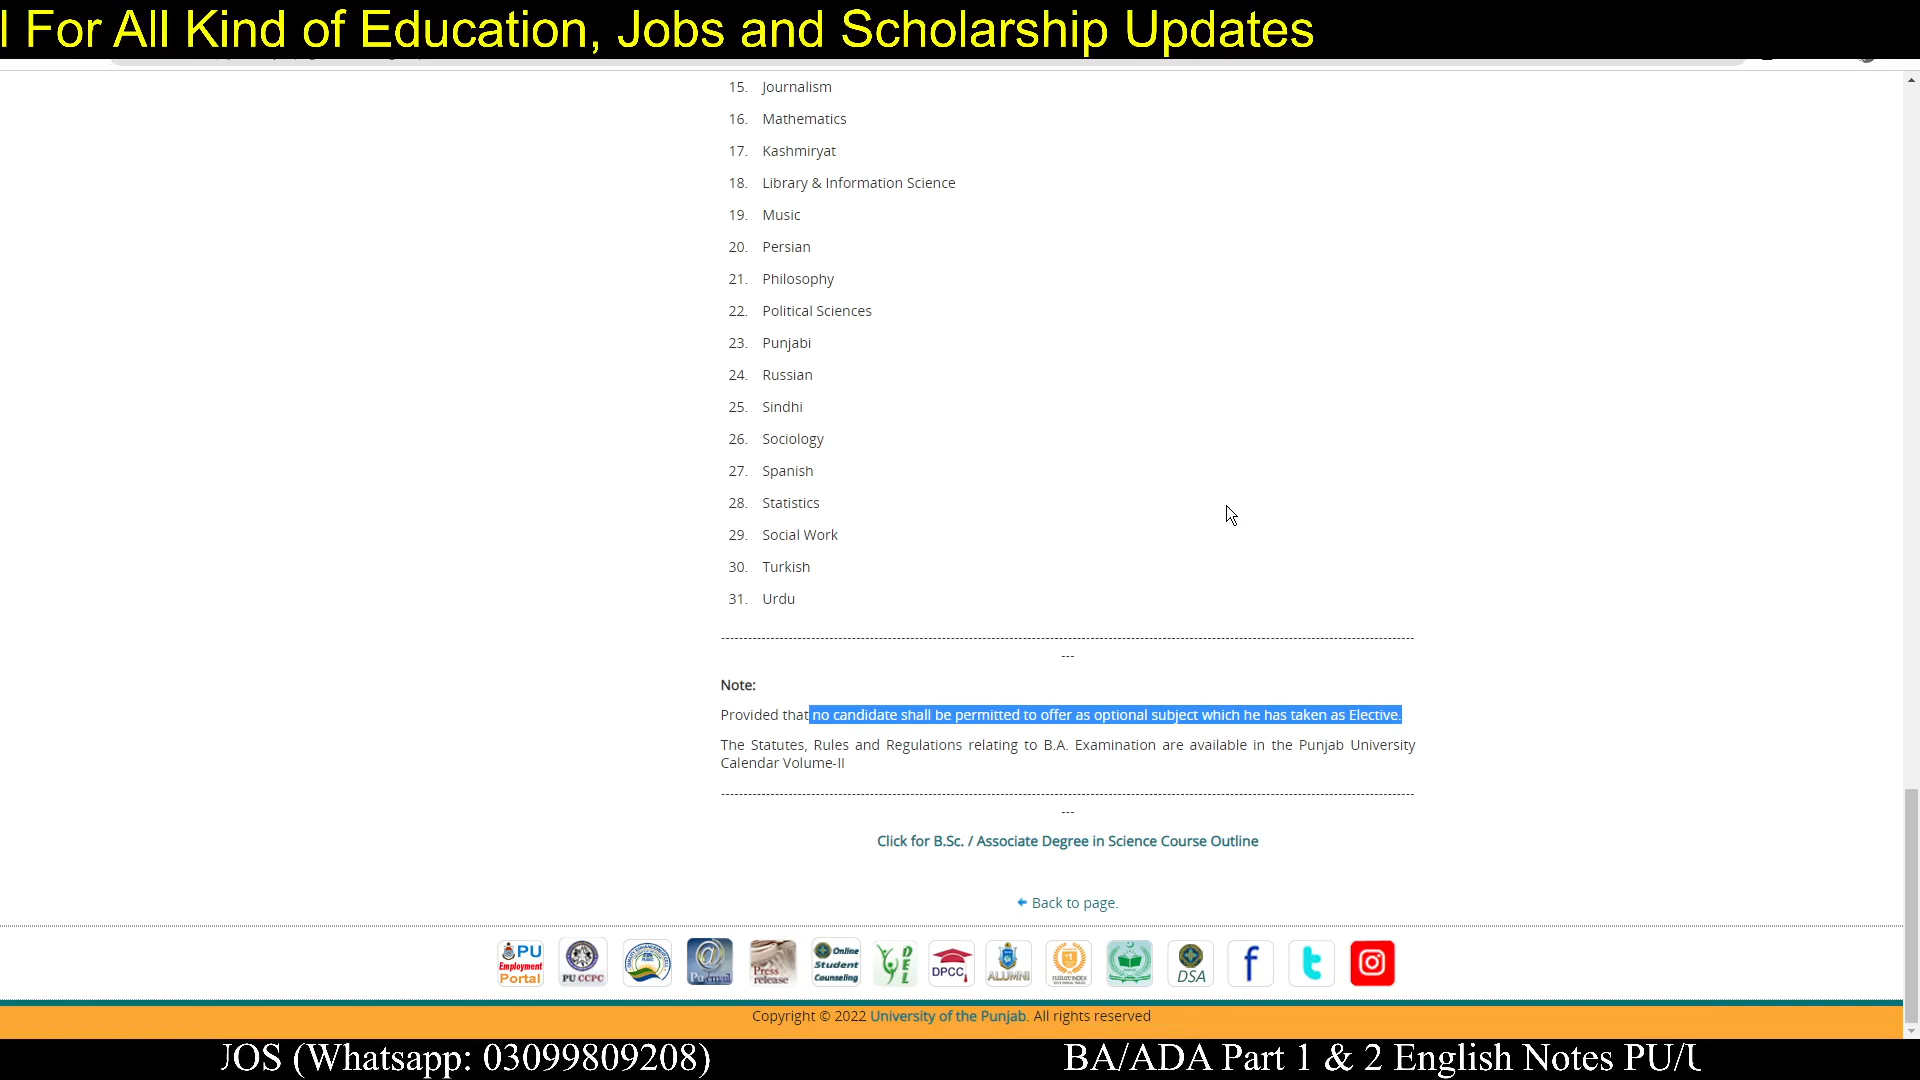 l For All Kind of Education, Jobs and Scholarship Updates
15. Journalism
16. Mathematics
17. Kashmiryat
18. Library & Information Science
19. Music
20. Persian
21. Philosophy
22. Political Sciences
23. Punjabi
24. Russian
25. Sindhi
26. Sociology
27. Spanish
28. Statistics
29. Social Work
30. Turkish
31. Urdu
---
Note:
Provided that no candidate shall be permitted to offer as optional subject which he has taken as Elective.
The Statutes, Rules and Regulations relating to B.A. Examination are available in the Punjab University
Calendar Volume-II
---
Click for B.Sc. / Associate Degree in Science Course Outline
Back to page.
PU Employment Portal
PU CCPC
Pu email
Press release
Online Student Counseling
DEL
DPCC
ALUMNI
nature INDEX
DSA
Copyright © 2022 University of the Punjab. All rights reserved
JOS (Whatsapp: 03099809208) BA/ADA Part 1 & 2 English Notes PU/U